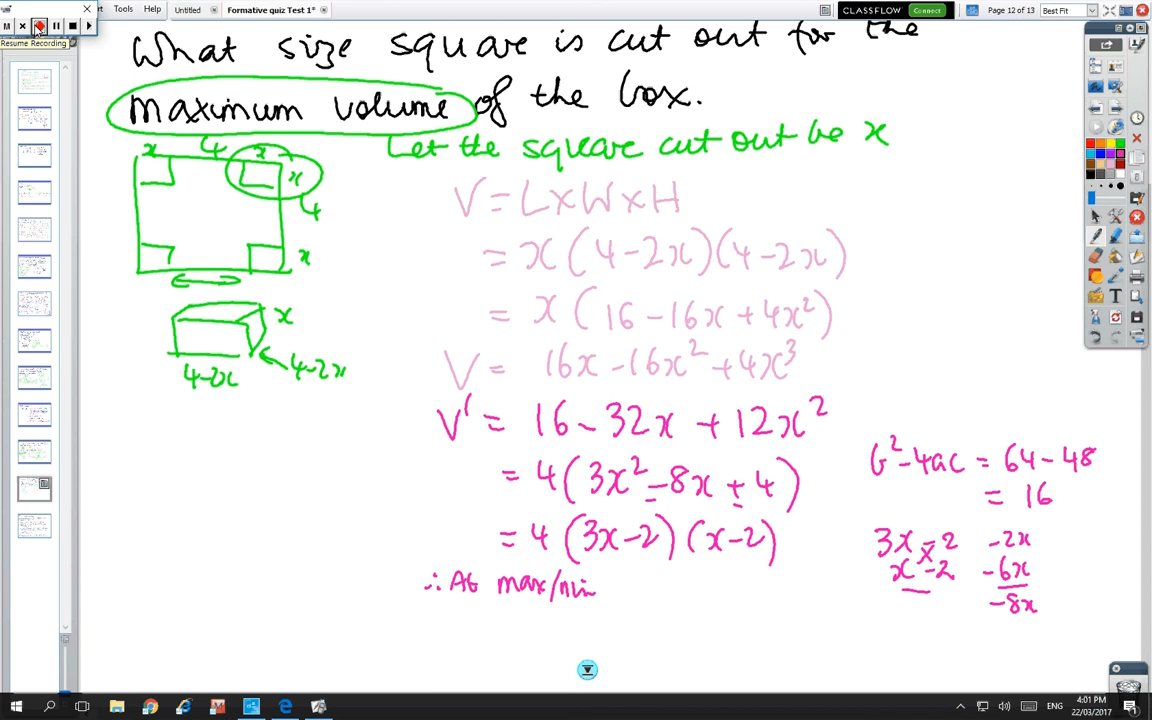 Tools Help
Untitled
Formative quiz Test 1*
CLASSFLOW Connect
Page 12 of 13
Best Fit
Resume Recording
What size square is cut out for the
maximum volume of the box.
Let the square cut out be x
x 4 x
x
4
x
x
4-2x
4-2x
V = L×W×H
= x(4-2x)(4-2x)
= x(16-16x+4x²)
V = 16x-16x²+4x³
V' = 16-32x+12x²
= 4(3x²-8x+4)
= 4(3x-2)(x-2)
∴ At max/min
b²-4ac = 64-48
= 16
3x -2 -2x
x -2 -6x
-8x
ENG
4:01 PM
22/03/2017